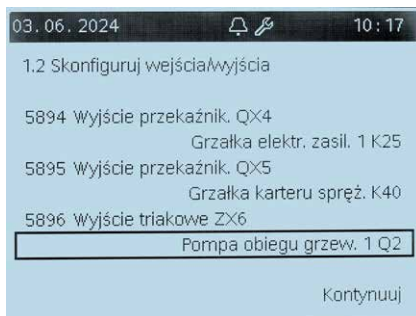 03.06.2024 10:17
1.2 Skonfiguruj wejścia/wyjścia
5894 Wyjście przekaźnik. QX4
Grzałka elektr. zasil. 1 K25
5895 Wyjście przekaźnik. QX5
Grzałka karteru spręż. K40
5896 Wyjście triakowe ZX6
Pompa obiegu grzew. 1 Q2
Kontynuuj